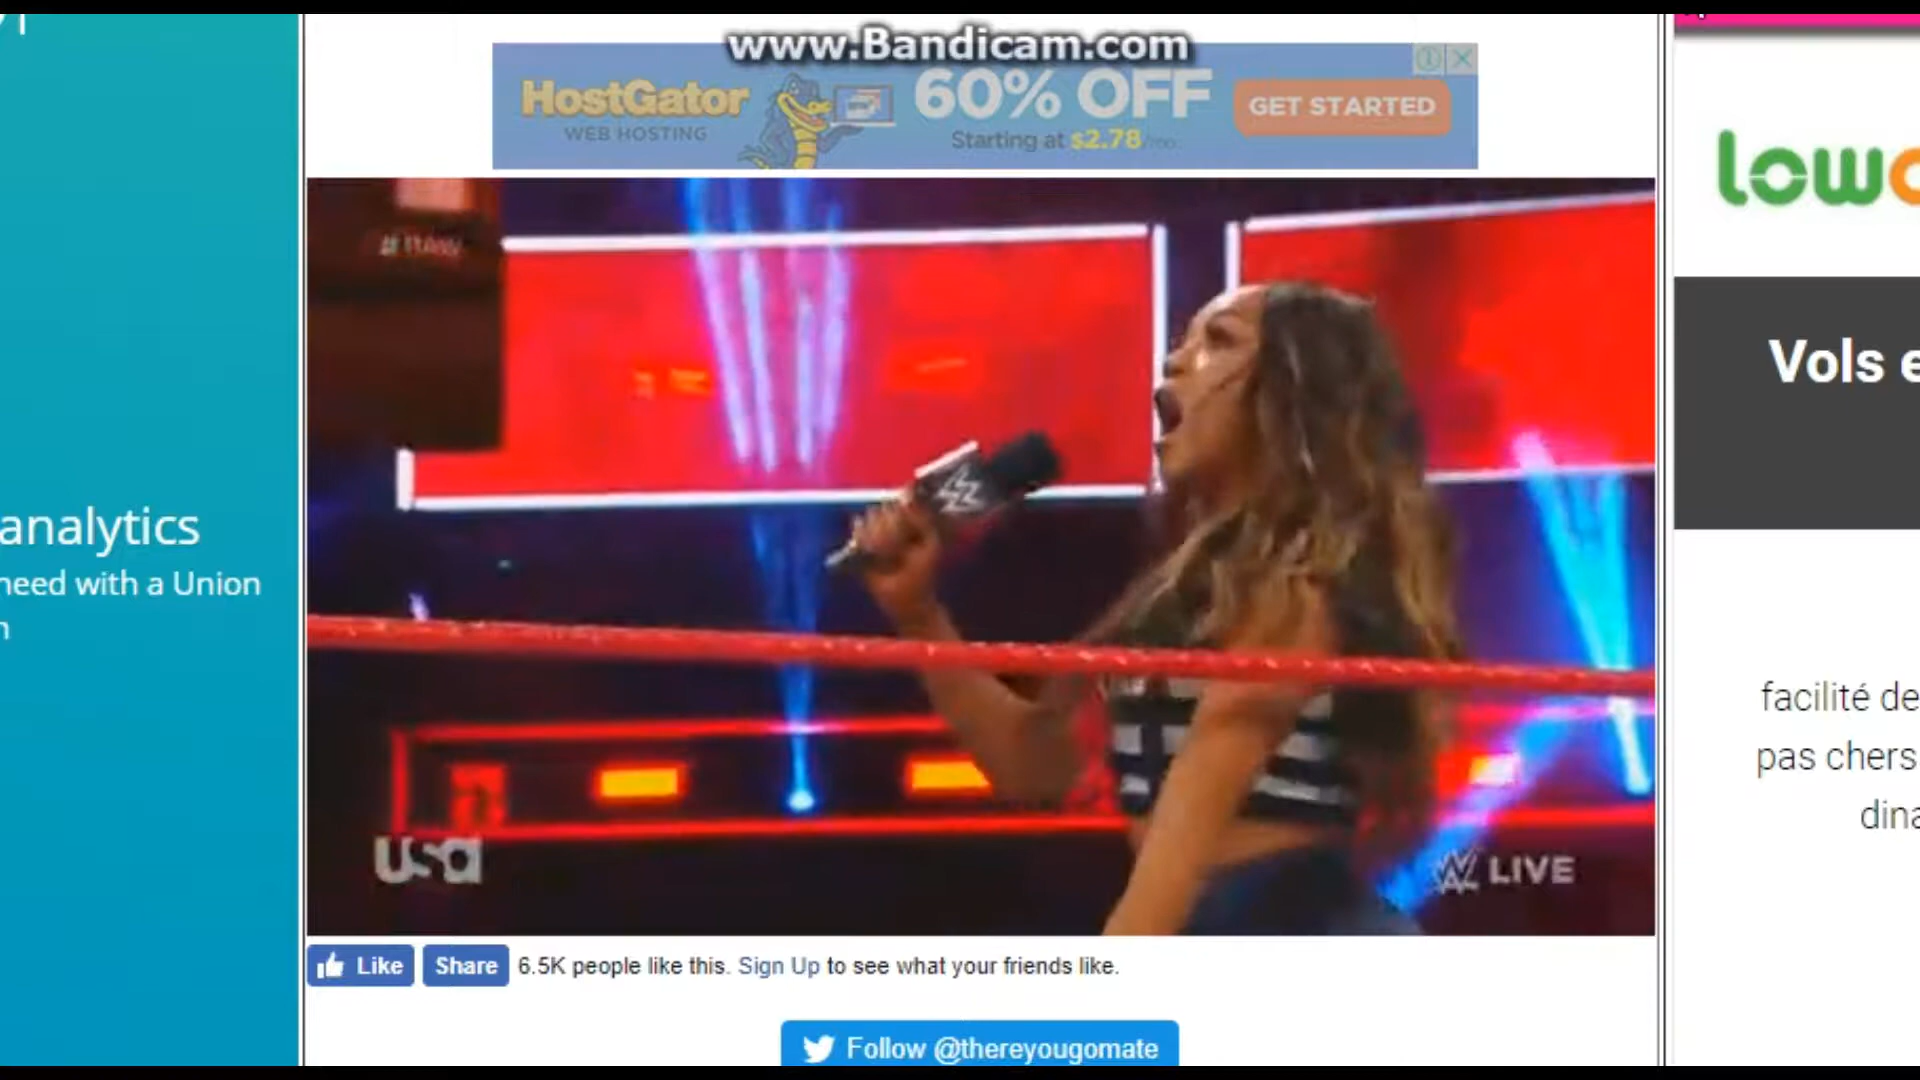 www.Bandicam.com
HostGator
WEB HOSTING
60% OFF
Starting at $2.78/mo.
GET STARTED
#RAW
USA
LIVE
analytics
need with a Union
Vols e
facilité de
pas chers
Like
Share
6.5K people like this. Sign Up to see what your friends like.
Follow @thereyougomate